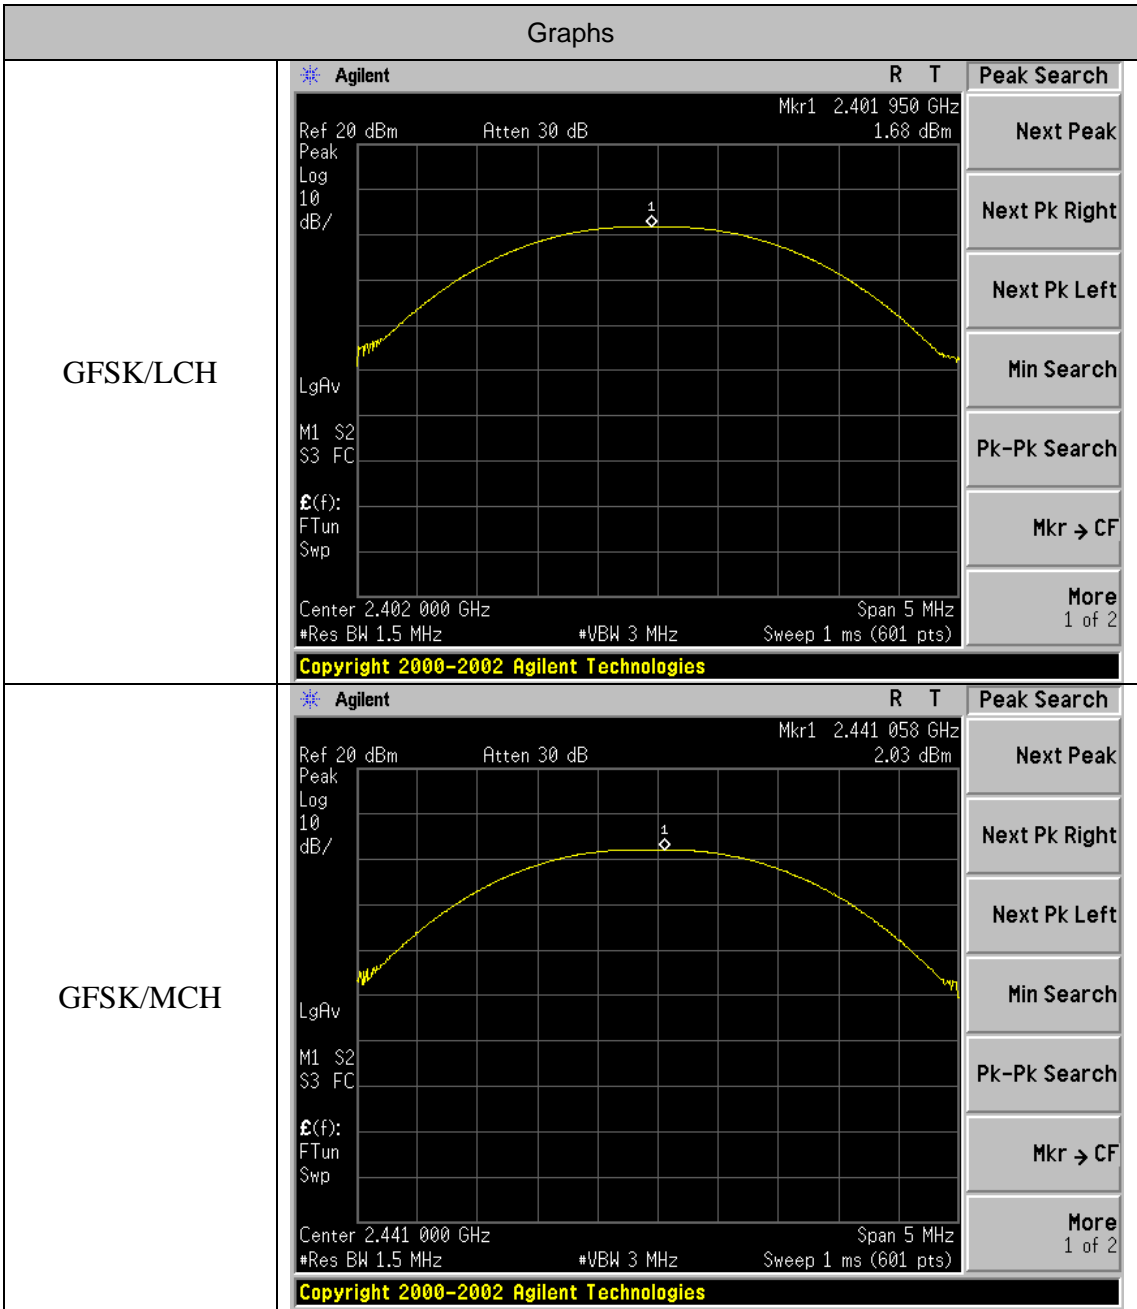 Graphs
GFSK/LCH
Agilent R T Peak Search
Mkr1 2.401 950 GHz
Ref 20 dBm Atten 30 dB 1.68 dBm
Peak
Log
10
dB/
1
LgAv
M1 S2
S3 FC
£(f):
FTun
Swp
Center 2.402 000 GHz Span 5 MHz
#Res BW 1.5 MHz #VBW 3 MHz Sweep 1 ms (601 pts)
Copyright 2000-2002 Agilent Technologies
Next Peak
Next Pk Right
Next Pk Left
Min Search
Pk-Pk Search
Mkr → CF
More
1 of 2
GFSK/MCH
Agilent R T Peak Search
Mkr1 2.441 058 GHz
Ref 20 dBm Atten 30 dB 2.03 dBm
Peak
Log
10
dB/
1
LgAv
M1 S2
S3 FC
£(f):
FTun
Swp
Center 2.441 000 GHz Span 5 MHz
#Res BW 1.5 MHz #VBW 3 MHz Sweep 1 ms (601 pts)
Copyright 2000-2002 Agilent Technologies
Next Peak
Next Pk Right
Next Pk Left
Min Search
Pk-Pk Search
Mkr → CF
More
1 of 2